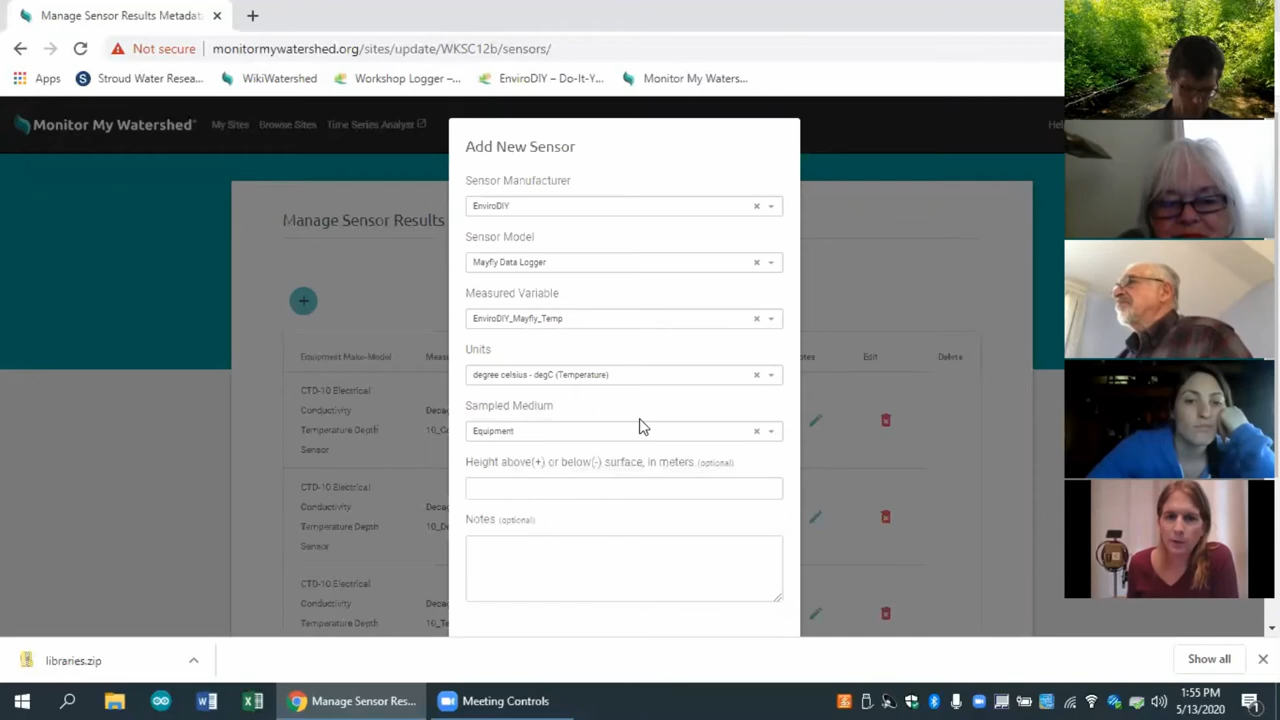 Manage Sensor Results Metadat
Not secure
monitormywatershed.org/sites/update/WKSC12b/sensors/
Apps
Stroud Water Resea...
WikiWatershed
Workshop Logger –...
EnviroDIY – Do-It-Y...
Monitor My Waters...
Monitor My Watershed
My Sites
Browse Sites
Time Series Analyst
Manage Sensor Results
Equipment Make-Model
Edit
Delete
CTD-10 Electrical
Conductivity
Temperature Depth
Sensor
CTD-10 Electrical
Conductivity
Temperature Depth
Sensor
CTD-10 Electrical
Conductivity
Temperature Depth
Add New Sensor
Sensor Manufacturer
EnviroDIY
Sensor Model
Mayfly Data Logger
Measured Variable
EnviroDIY_Mayfly_Temp
Units
degree celsius - degC (Temperature)
Sampled Medium
Equipment
Height above(+) or below(-) surface, in meters (optional)
Notes (optional)
libraries.zip
Show all
Manage Sensor Res...
Meeting Controls
1:55 PM
5/13/2020